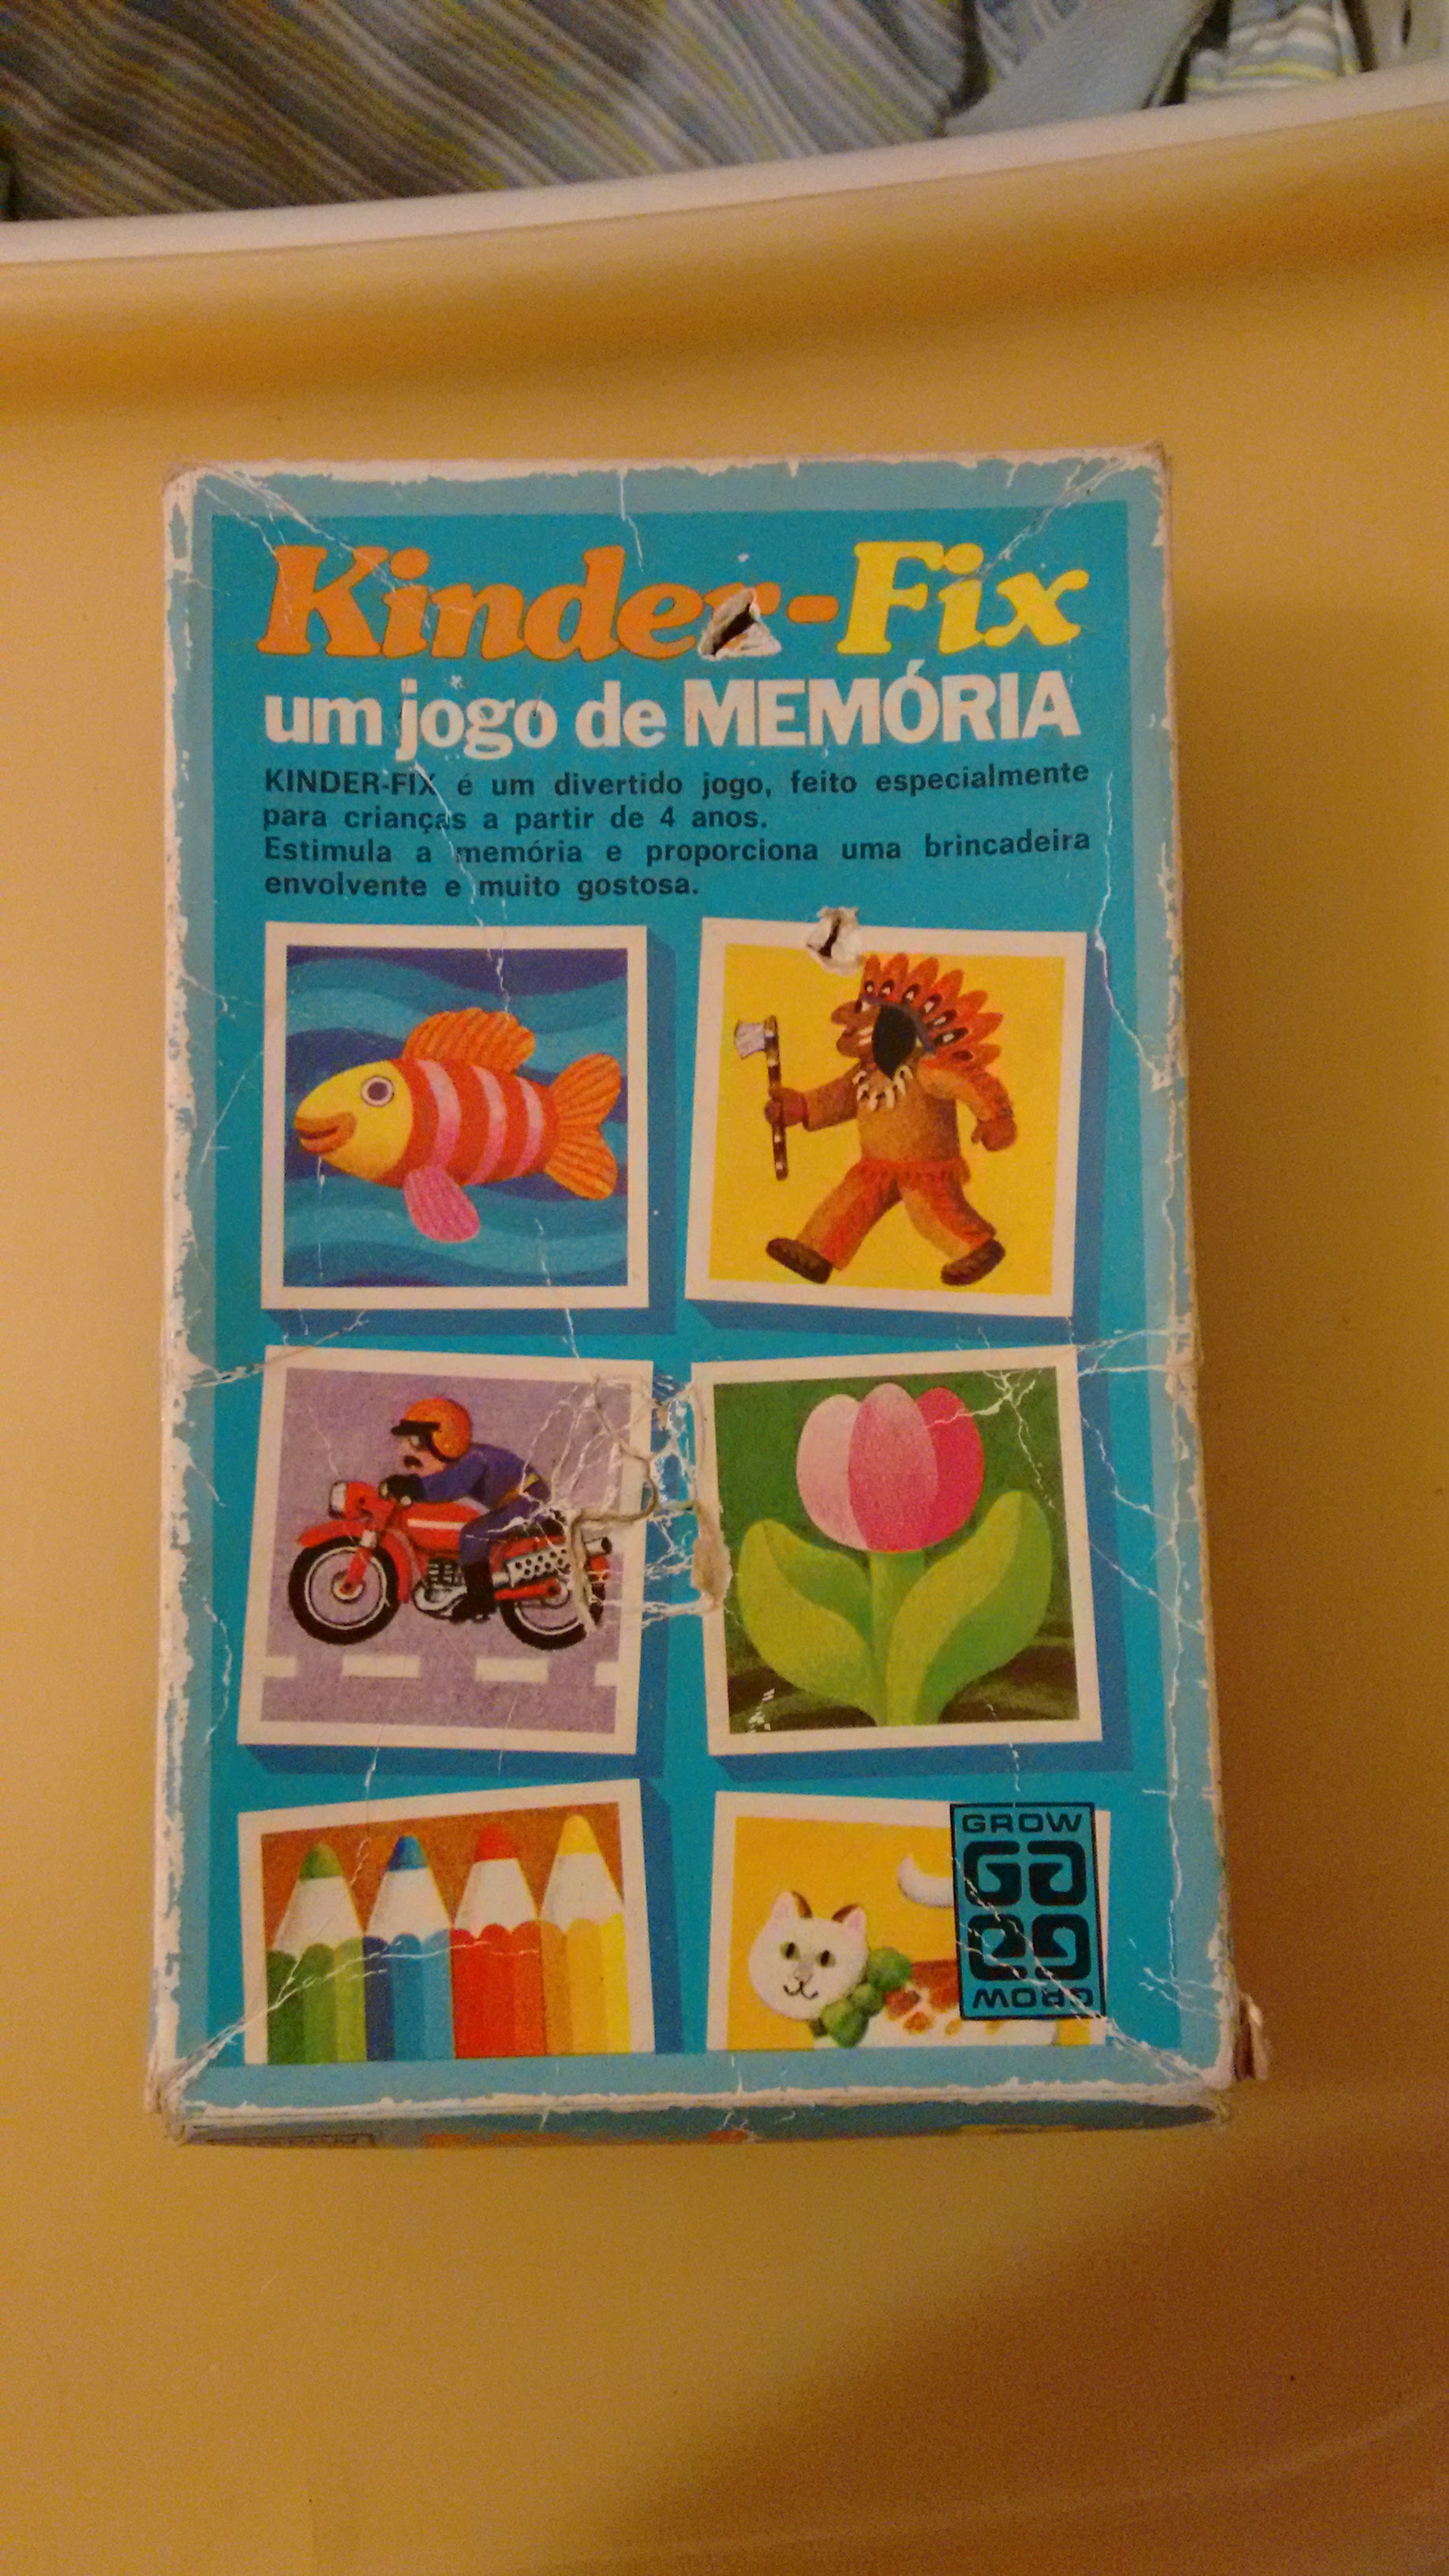 Kinder-Fix
um jogo de MEMÓRIA
KINDER-FIX é um divertido jogo, feito especialmente
para crianças a partir de 4 anos.
Estimula a memória e proporciona uma brincadeira
envolvente e muito gostosa.
GROW
GROW